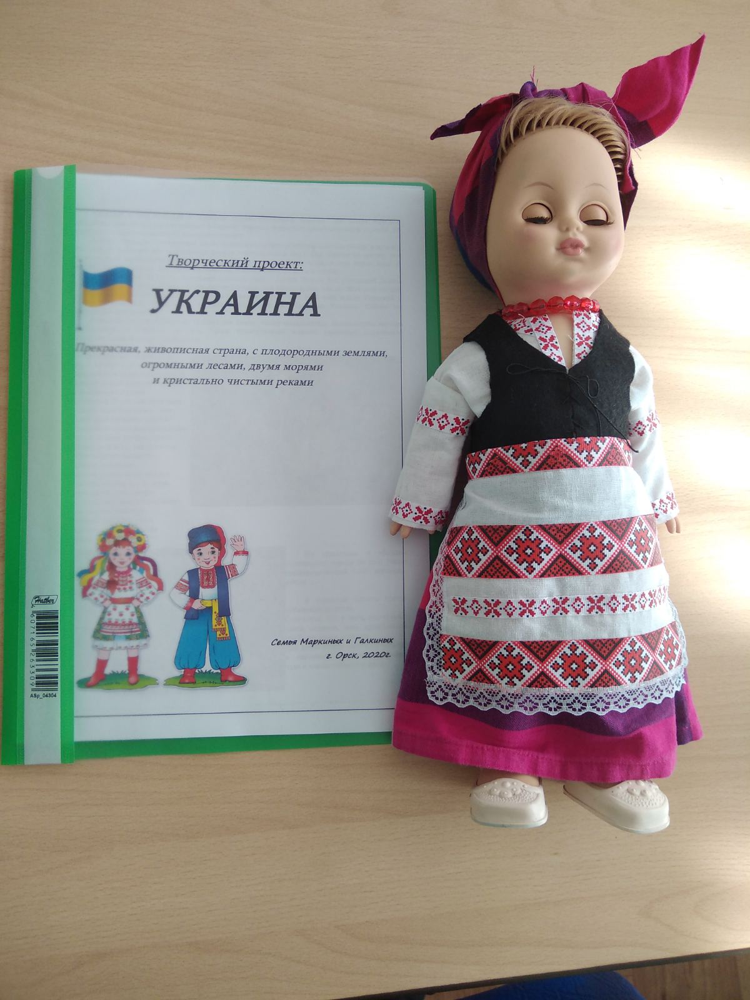 Творческий проект:
УКРАИНА
Прекрасная, живописная страна, с плодородными землями,
огромными лесами, двумя морями
и кристально чистыми реками
Семья Маркиных и Галкиных
г. Орск, 2020г.
Hatber
4607165263309
ASp_04304